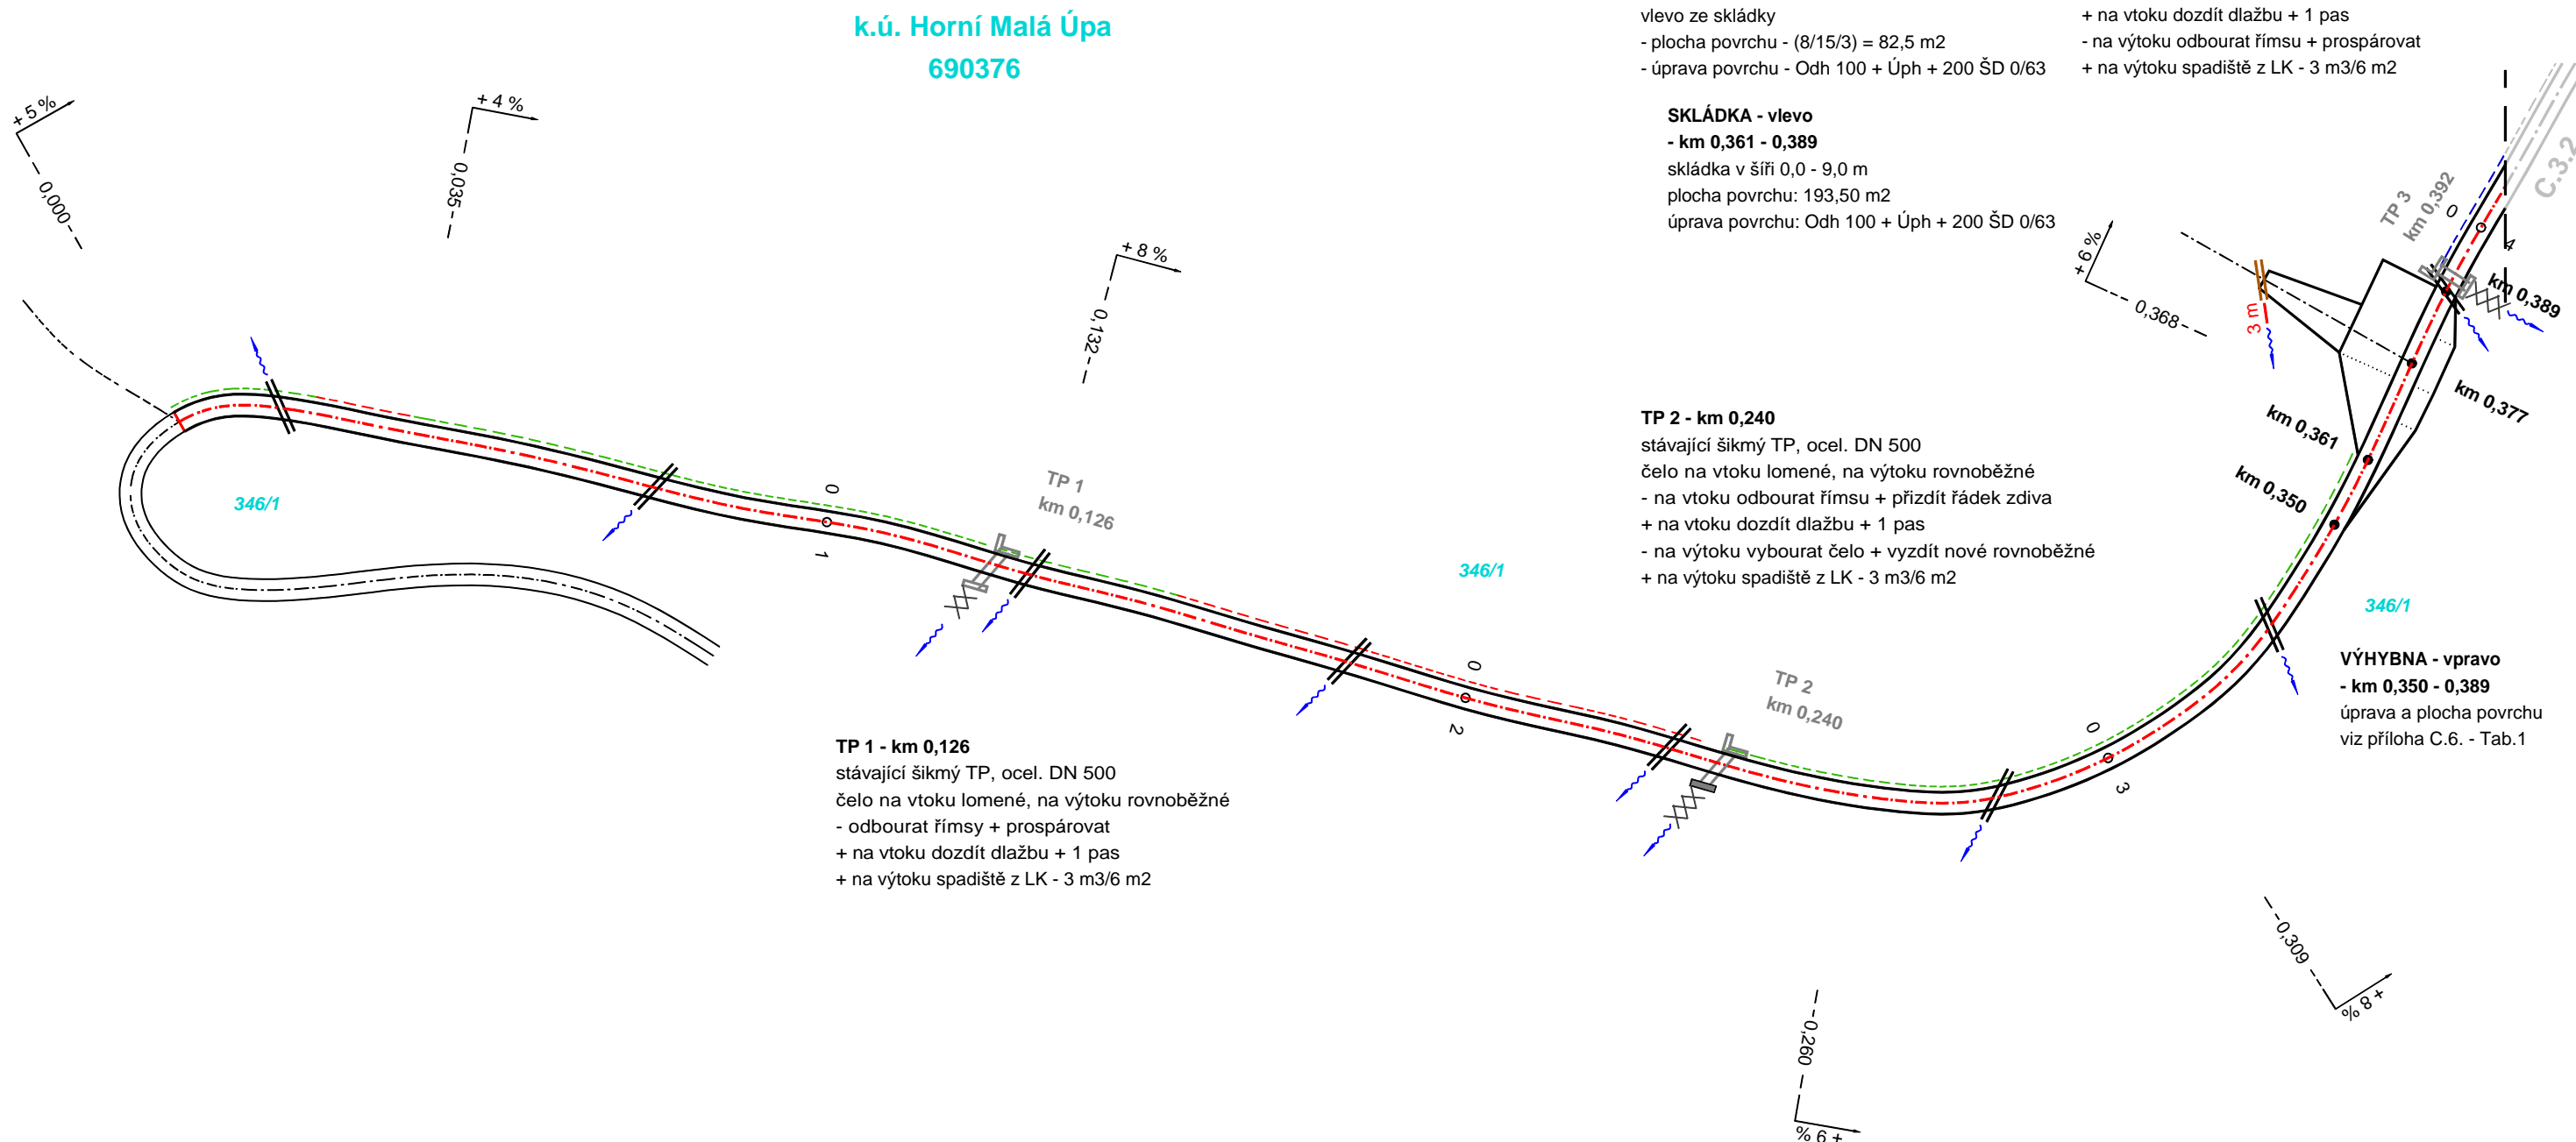 k.ú. Horní Malá Úpa
690376
vlevo ze skládky
- plocha povrchu - (8/15/3) = 82,5 m2
- úprava povrchu - Odh 100 + Úph + 200 ŠD 0/63
+ na vtoku dozdít dlažbu + 1 pas
- na výtoku odbourat římsu + prospárovat
+ na výtoku spadiště z LK - 3 m3/6 m2
SKLÁDKA - vlevo
- km 0,361 - 0,389
skládka v šíři 0,0 - 9,0 m
plocha povrchu: 193,50 m2
úprava povrchu: Odh 100 + Úph + 200 ŠD 0/63
+ 5 %
0,000
+ 4 %
0,035
+ 8 %
0,132
+ 9 %
0,368
3 m
TP 3
km 0,392
0
4
C.3.2
km 0,389
km 0,377
km 0,361
km 0,350
TP 2 - km 0,240
stávající šikmý TP, ocel. DN 500
čelo na vtoku lomené, na výtoku rovnoběžné
- na vtoku odbourat římsu + přizdít řádek zdiva
+ na vtoku dozdít dlažbu + 1 pas
- na výtoku vybourat čelo + vyzdít nové rovnoběžné
+ na výtoku spadiště z LK - 3 m3/6 m2
346/1
0
1
TP 1
km 0,126
346/1
346/1
0
2
TP 2
km 0,240
0
3
VÝHYBNA - vpravo
- km 0,350 - 0,389
úprava a plocha povrchu
viz příloha C.6. - Tab.1
TP 1 - km 0,126
stávající šikmý TP, ocel. DN 500
čelo na vtoku lomené, na výtoku rovnoběžné
- odbourat římsy + prospárovat
+ na vtoku dozdít dlažbu + 1 pas
+ na výtoku spadiště z LK - 3 m3/6 m2
0,309
+ 8 %
0,260
+ 9 %